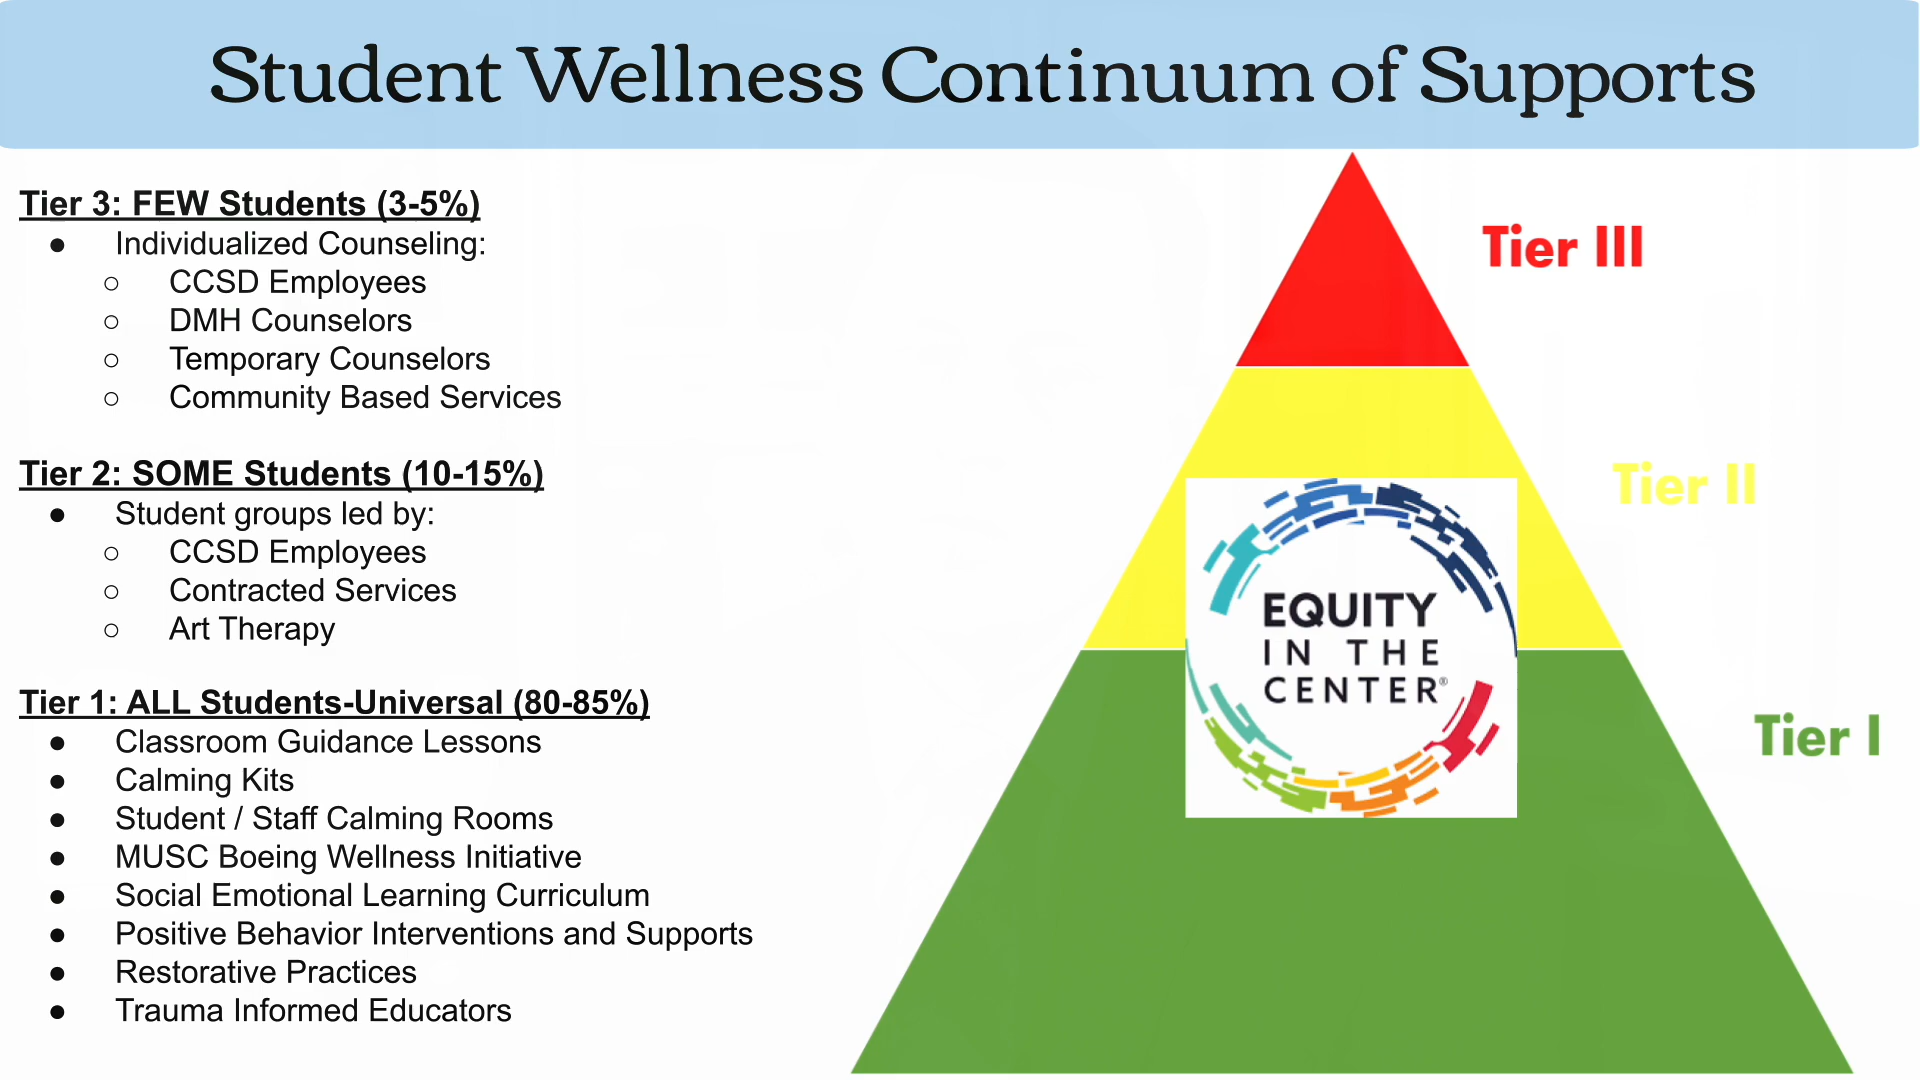 Student Wellness Continuum of Supports
Tier 3: FEW Students (3-5%)
● Individualized Counseling:
○ CCSD Employees
○ DMH Counselors
○ Temporary Counselors
○ Community Based Services
Tier 2: SOME Students (10-15%)
● Student groups led by:
○ CCSD Employees
○ Contracted Services
○ Art Therapy
Tier 1: ALL Students-Universal (80-85%)
● Classroom Guidance Lessons
● Calming Kits
● Student / Staff Calming Rooms
● MUSC Boeing Wellness Initiative
● Social Emotional Learning Curriculum
● Positive Behavior Interventions and Supports
● Restorative Practices
● Trauma Informed Educators
Tier III
Tier II
EQUITY
IN THE
CENTER®
Tier I